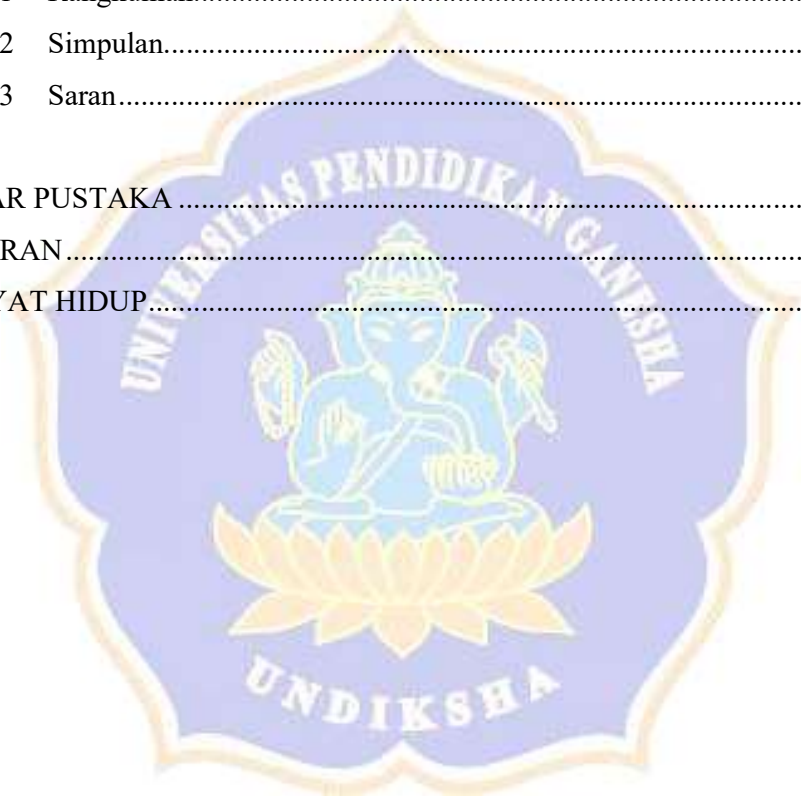 2 Simpulan
3 Saran
AR PUSTAKA
RAN
YAT HIDUP
UNIVERSITAS PENDIDIKAN GANESHA
UNDIKSHA